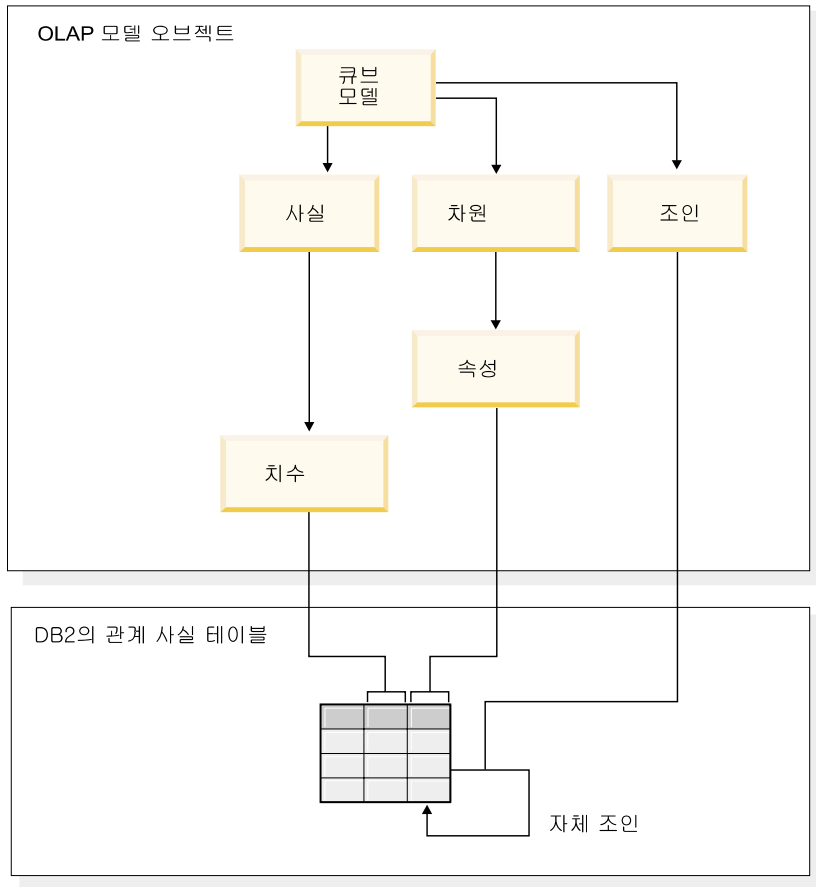 OLAP 모델 오브젝트
큐브
모델
사실
차원
조인
속성
치수
DB2의 관계 사실 테이블
자체 조인